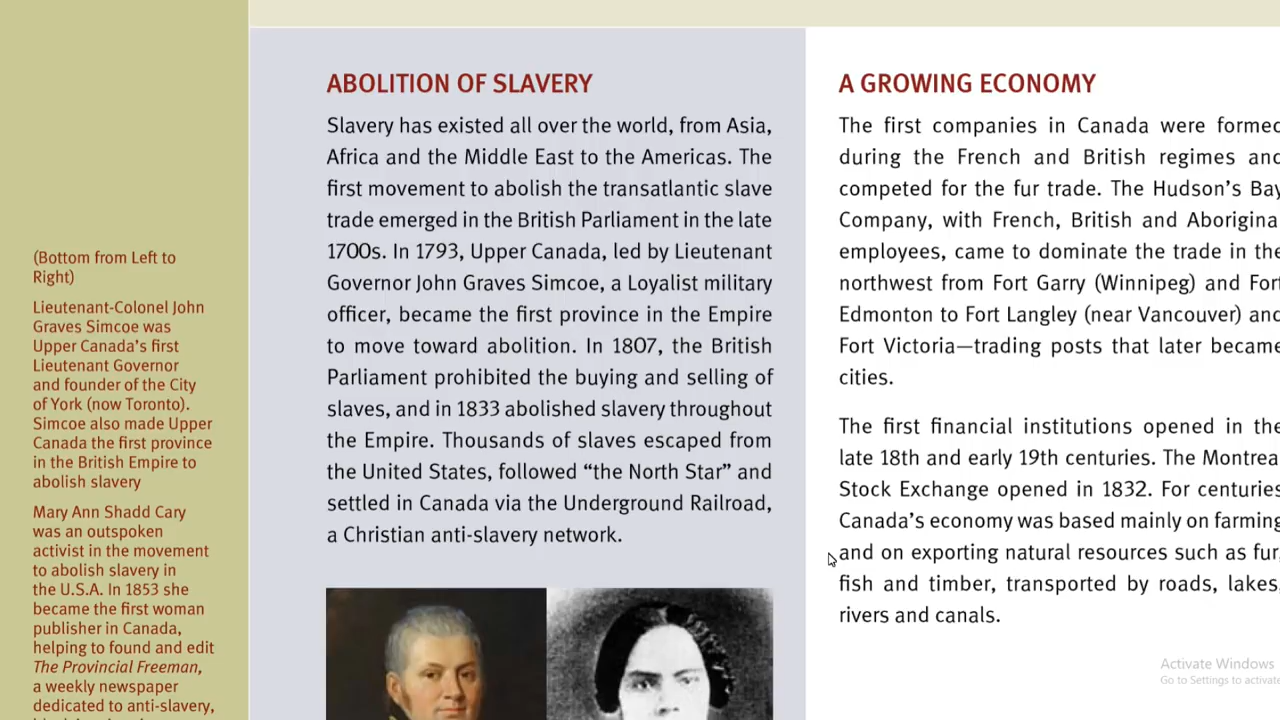 (Bottom from Left to
Right)
Lieutenant-Colonel John
Graves Simcoe was
Upper Canada's first
Lieutenant Governor
and founder of the City
of York (now Toronto).
Simcoe also made Upper
Canada the first province
in the British Empire to
abolish slavery
Mary Ann Shadd Cary
was an outspoken
activist in the movement
to abolish slavery in
the U.S.A. In 1853 she
became the first woman
publisher in Canada,
helping to found and edit
The Provincial Freeman,
a weekly newspaper
dedicated to anti-slavery,
ABOLITION OF SLAVERY
Slavery has existed all over the world, from Asia,
Africa and the Middle East to the Americas. The
first movement to abolish the transatlantic slave
trade emerged in the British Parliament in the late
1700s. In 1793, Upper Canada, led by Lieutenant
Governor John Graves Simcoe, a Loyalist military
officer, became the first province in the Empire
to move toward abolition. In 1807, the British
Parliament prohibited the buying and selling of
slaves, and in 1833 abolished slavery throughout
the Empire. Thousands of slaves escaped from
the United States, followed “the North Star” and
settled in Canada via the Underground Railroad,
a Christian anti-slavery network.
A GROWING ECONOMY
The first companies in Canada were formed
during the French and British regimes and
competed for the fur trade. The Hudson's Bay
Company, with French, British and Aborigina
employees, came to dominate the trade in the
northwest from Fort Garry (Winnipeg) and Fort
Edmonton to Fort Langley (near Vancouver) and
Fort Victoria—trading posts that later became
cities.
The first financial institutions opened in the
late 18th and early 19th centuries. The Montrea
Stock Exchange opened in 1832. For centuries
Canada's economy was based mainly on farming
and on exporting natural resources such as fur,
fish and timber, transported by roads, lakes,
rivers and canals.
Activate Windows
Go to Settings to activate